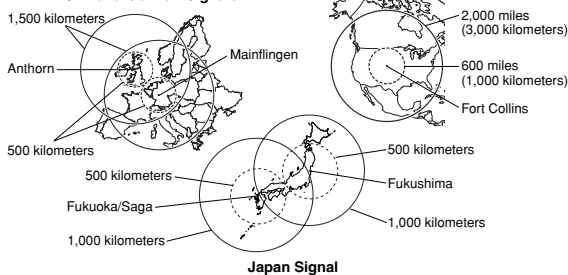 1,500 kilometers
Anthorn
Mainflingen
500 kilometers
2,000 miles
(3,000 kilometers)
600 miles
(1,000 kilometers)
Fort Collins
500 kilometers
Fukuoka/Saga
1,000 kilometers
500 kilometers
Fukushima
1,000 kilometers
Japan Signal